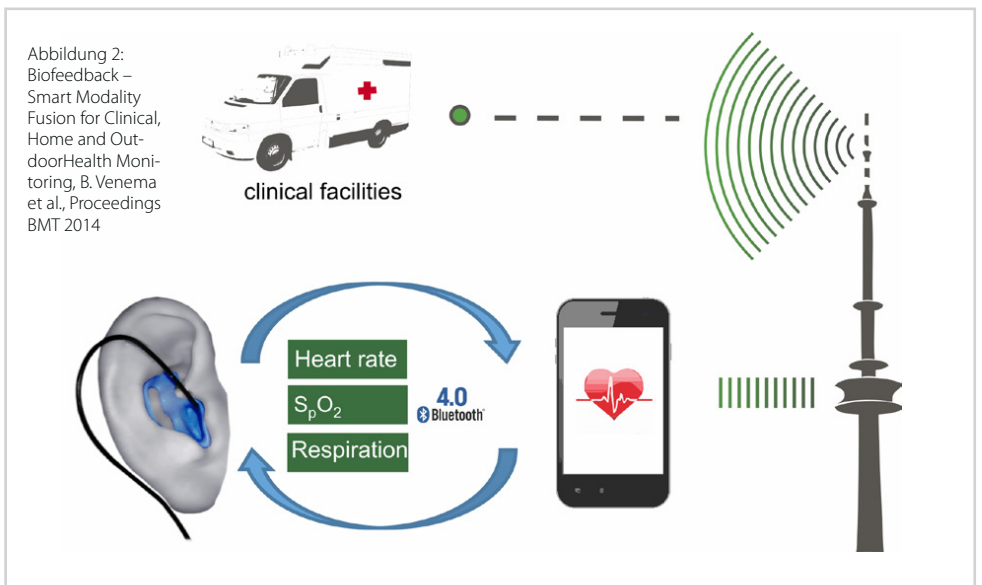 Abbildung 2:
Biofeedback –
Smart Modality
Fusion for Clinical,
Home and Out-
doorHealth Moni-
toring, B. Venema
et al., Proceedings
BMT 2014
clinical facilities
Heart rate
SpO2
Respiration
4.0
Bluetooth®